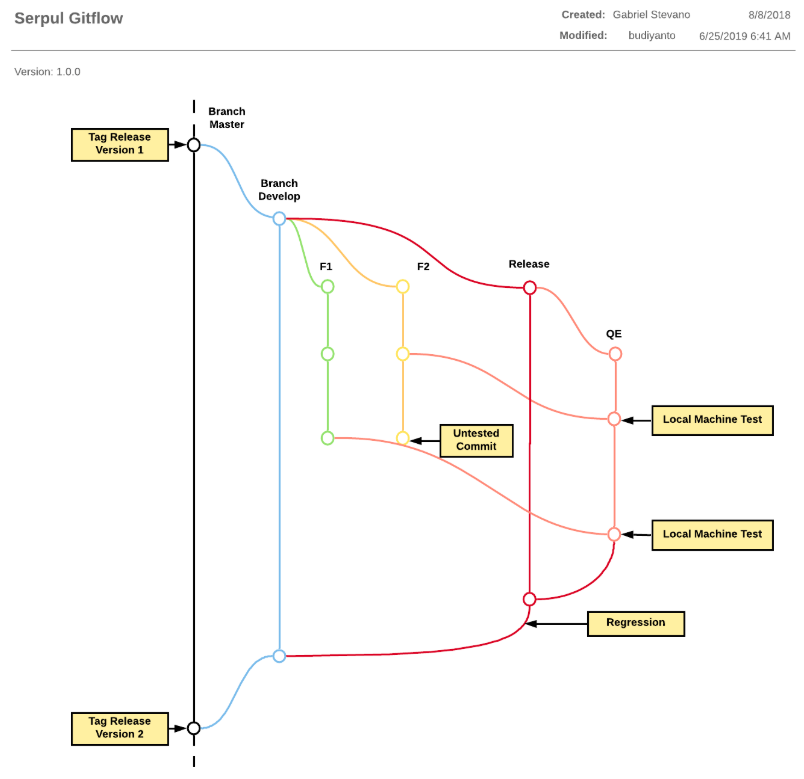 Serpul Gitflow
Created: Gabriel Stevano 8/8/2018
Modified: budiyanto 6/25/2019 6:41 AM
Version: 1.0.0
Branch
Master
Tag Release
Version 1
Branch
Develop
F1
F2
Release
QE
Local Machine Test
Untested
Commit
Local Machine Test
Regression
Tag Release
Version 2